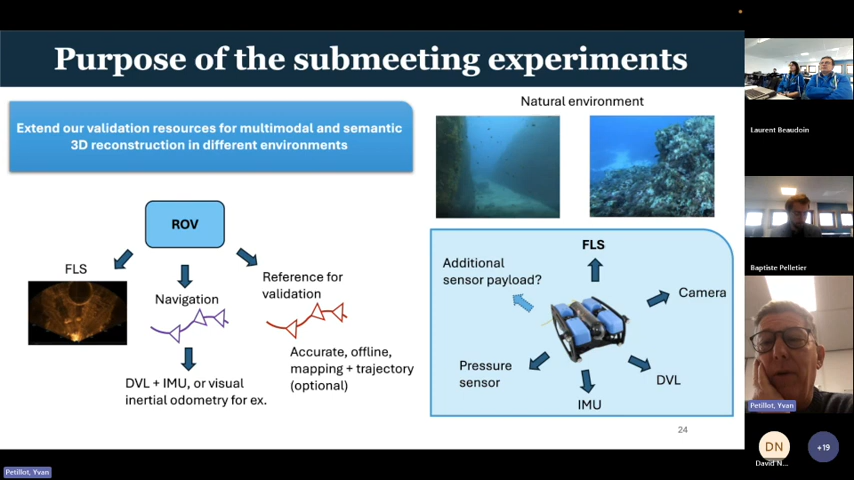 Purpose of the submeeting experiments
Extend our validation resources for multimodal and semantic
3D reconstruction in different environments
ROV
FLS
Navigation
Reference for
validation
DVL + IMU, or visual
inertial odometry for ex.
Accurate, offline,
mapping + trajectory
(optional)
Natural environment
FLS
Additional
sensor payload?
Camera
Pressure
sensor
DVL
IMU
24
Laurent Beaudoin
Baptiste Pelletier
Petillot, Yvan
DN
David N...
+19
Petillot, Yvan